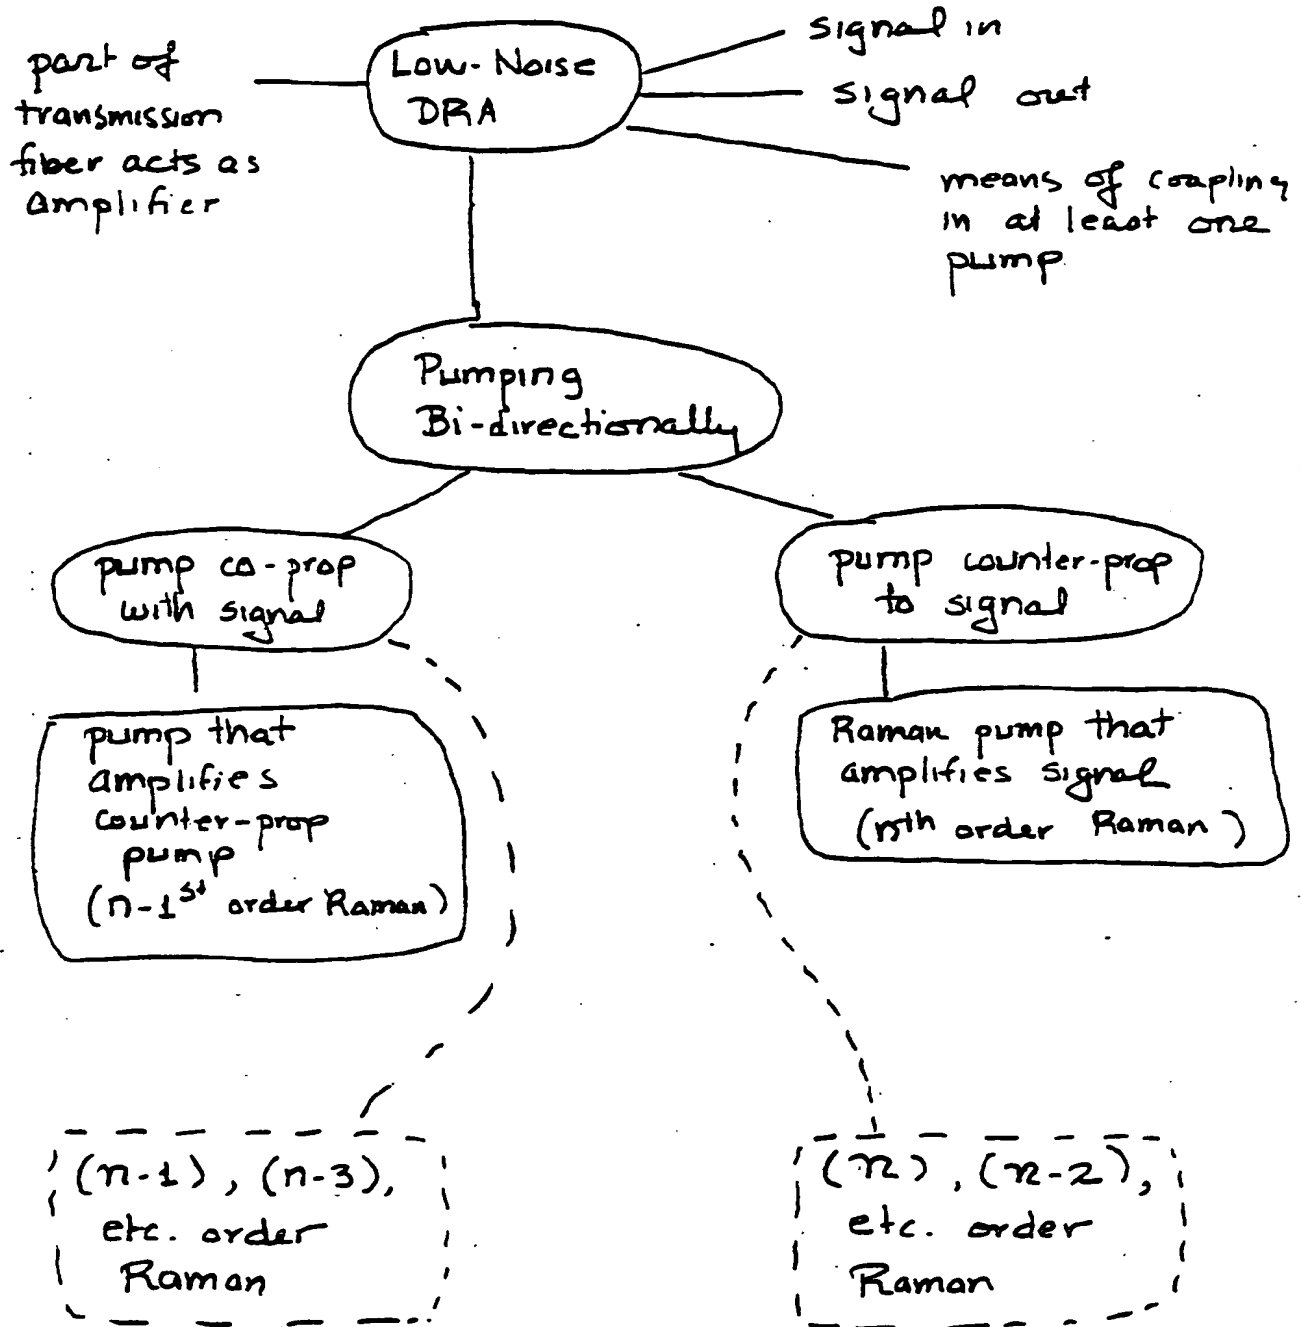 part of
transmission
fiber acts as
Amplifier
Low-Noise
DRA
signal in
signal out
means of coupling
in at least one
pump
Pumping
Bi-directionally
pump co-prop
with signal
pump counter-prop
to signal
pump that
amplifies
counter-prop
pump
(n-1st order Raman)
Raman pump that
amplifies signal
(nth order Raman)
(n-1), (n-3),
etc. order
Raman
(n), (n-2),
etc. order
Raman